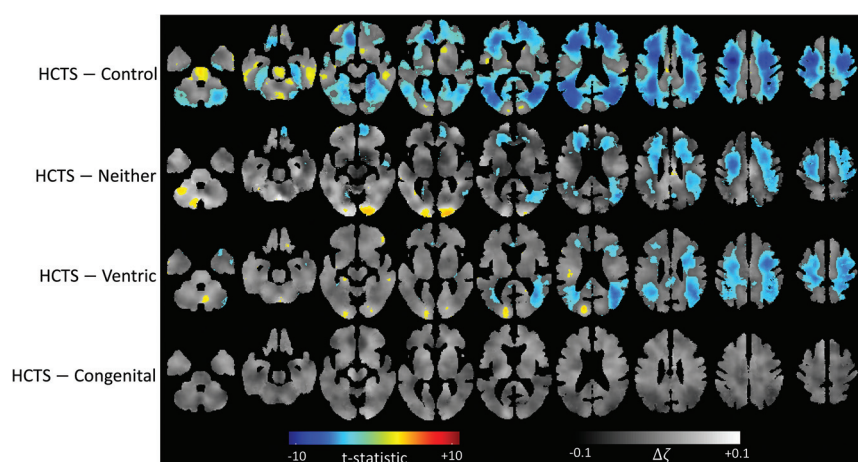 HCTS – Control
HCTS – Neither
HCTS – Ventric
HCTS – Congenital
-10 t-statistic +10
-0.1 Δζ +0.1